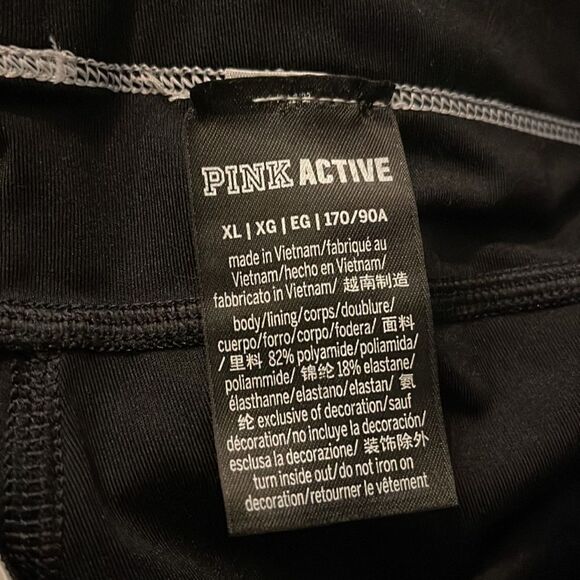 PINK ACTIVE
XL | XG | EG | 170/90A
made in Vietnam/fabriqué au
Vietnam/hecho en Vietnam/
fabbricato in Vietnam/ 越南制造
body/lining/corps/doublure/
cuerpo/forro/corpo/fodera/ 面料
/里料 82% polyamide/poliamida/
poliammide/ 锦纶 18% elastane/
élasthanne/elastano/elastan/ 氨
纶 exclusive of decoration/sauf
décoration/no incluye la decoración/
esclusa la decorazione/ 装饰除外
turn inside out/do not iron on
decoration/retourner le vêtement